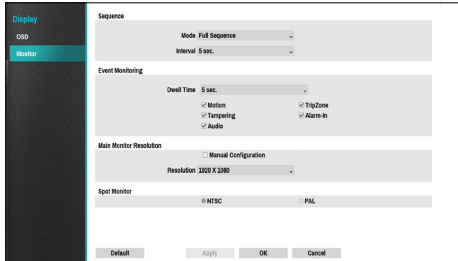 Display
OSD
Monitor
Sequence
Mode Full Sequence
Interval 5 sec.
Event Monitoring
Dwell Time 5 sec.
Motion TripZone
Tampering Alarm-In
Audio
Main Monitor Resolution
Manual Configuration
Resolution 1920 X 1080
Spot Monitor
NTSC PAL
Default Apply OK Cancel